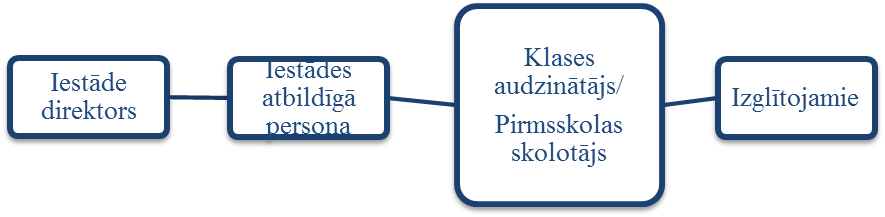 Iestāde
direktors
Iestādes
atbildīgā
persona
Klases
audzinātājs/
Pirmsskolas
skolotājs
Izglītojamie